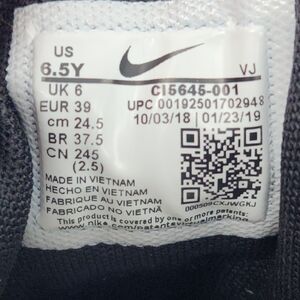 US
6.5Y VJ
UK 6 CI5645-001
EUR 39 UPC 00192501702948
cm 24.5 10/03/18 | 01/23/19
BR 37.5
CN 245
(2.5)
MADE IN VIETNAM
HECHO EN VIETNAM
FABRIQUE AU VIETNAM
FABRICADO NO VIETNÃ
This product is covered by one or more patents: